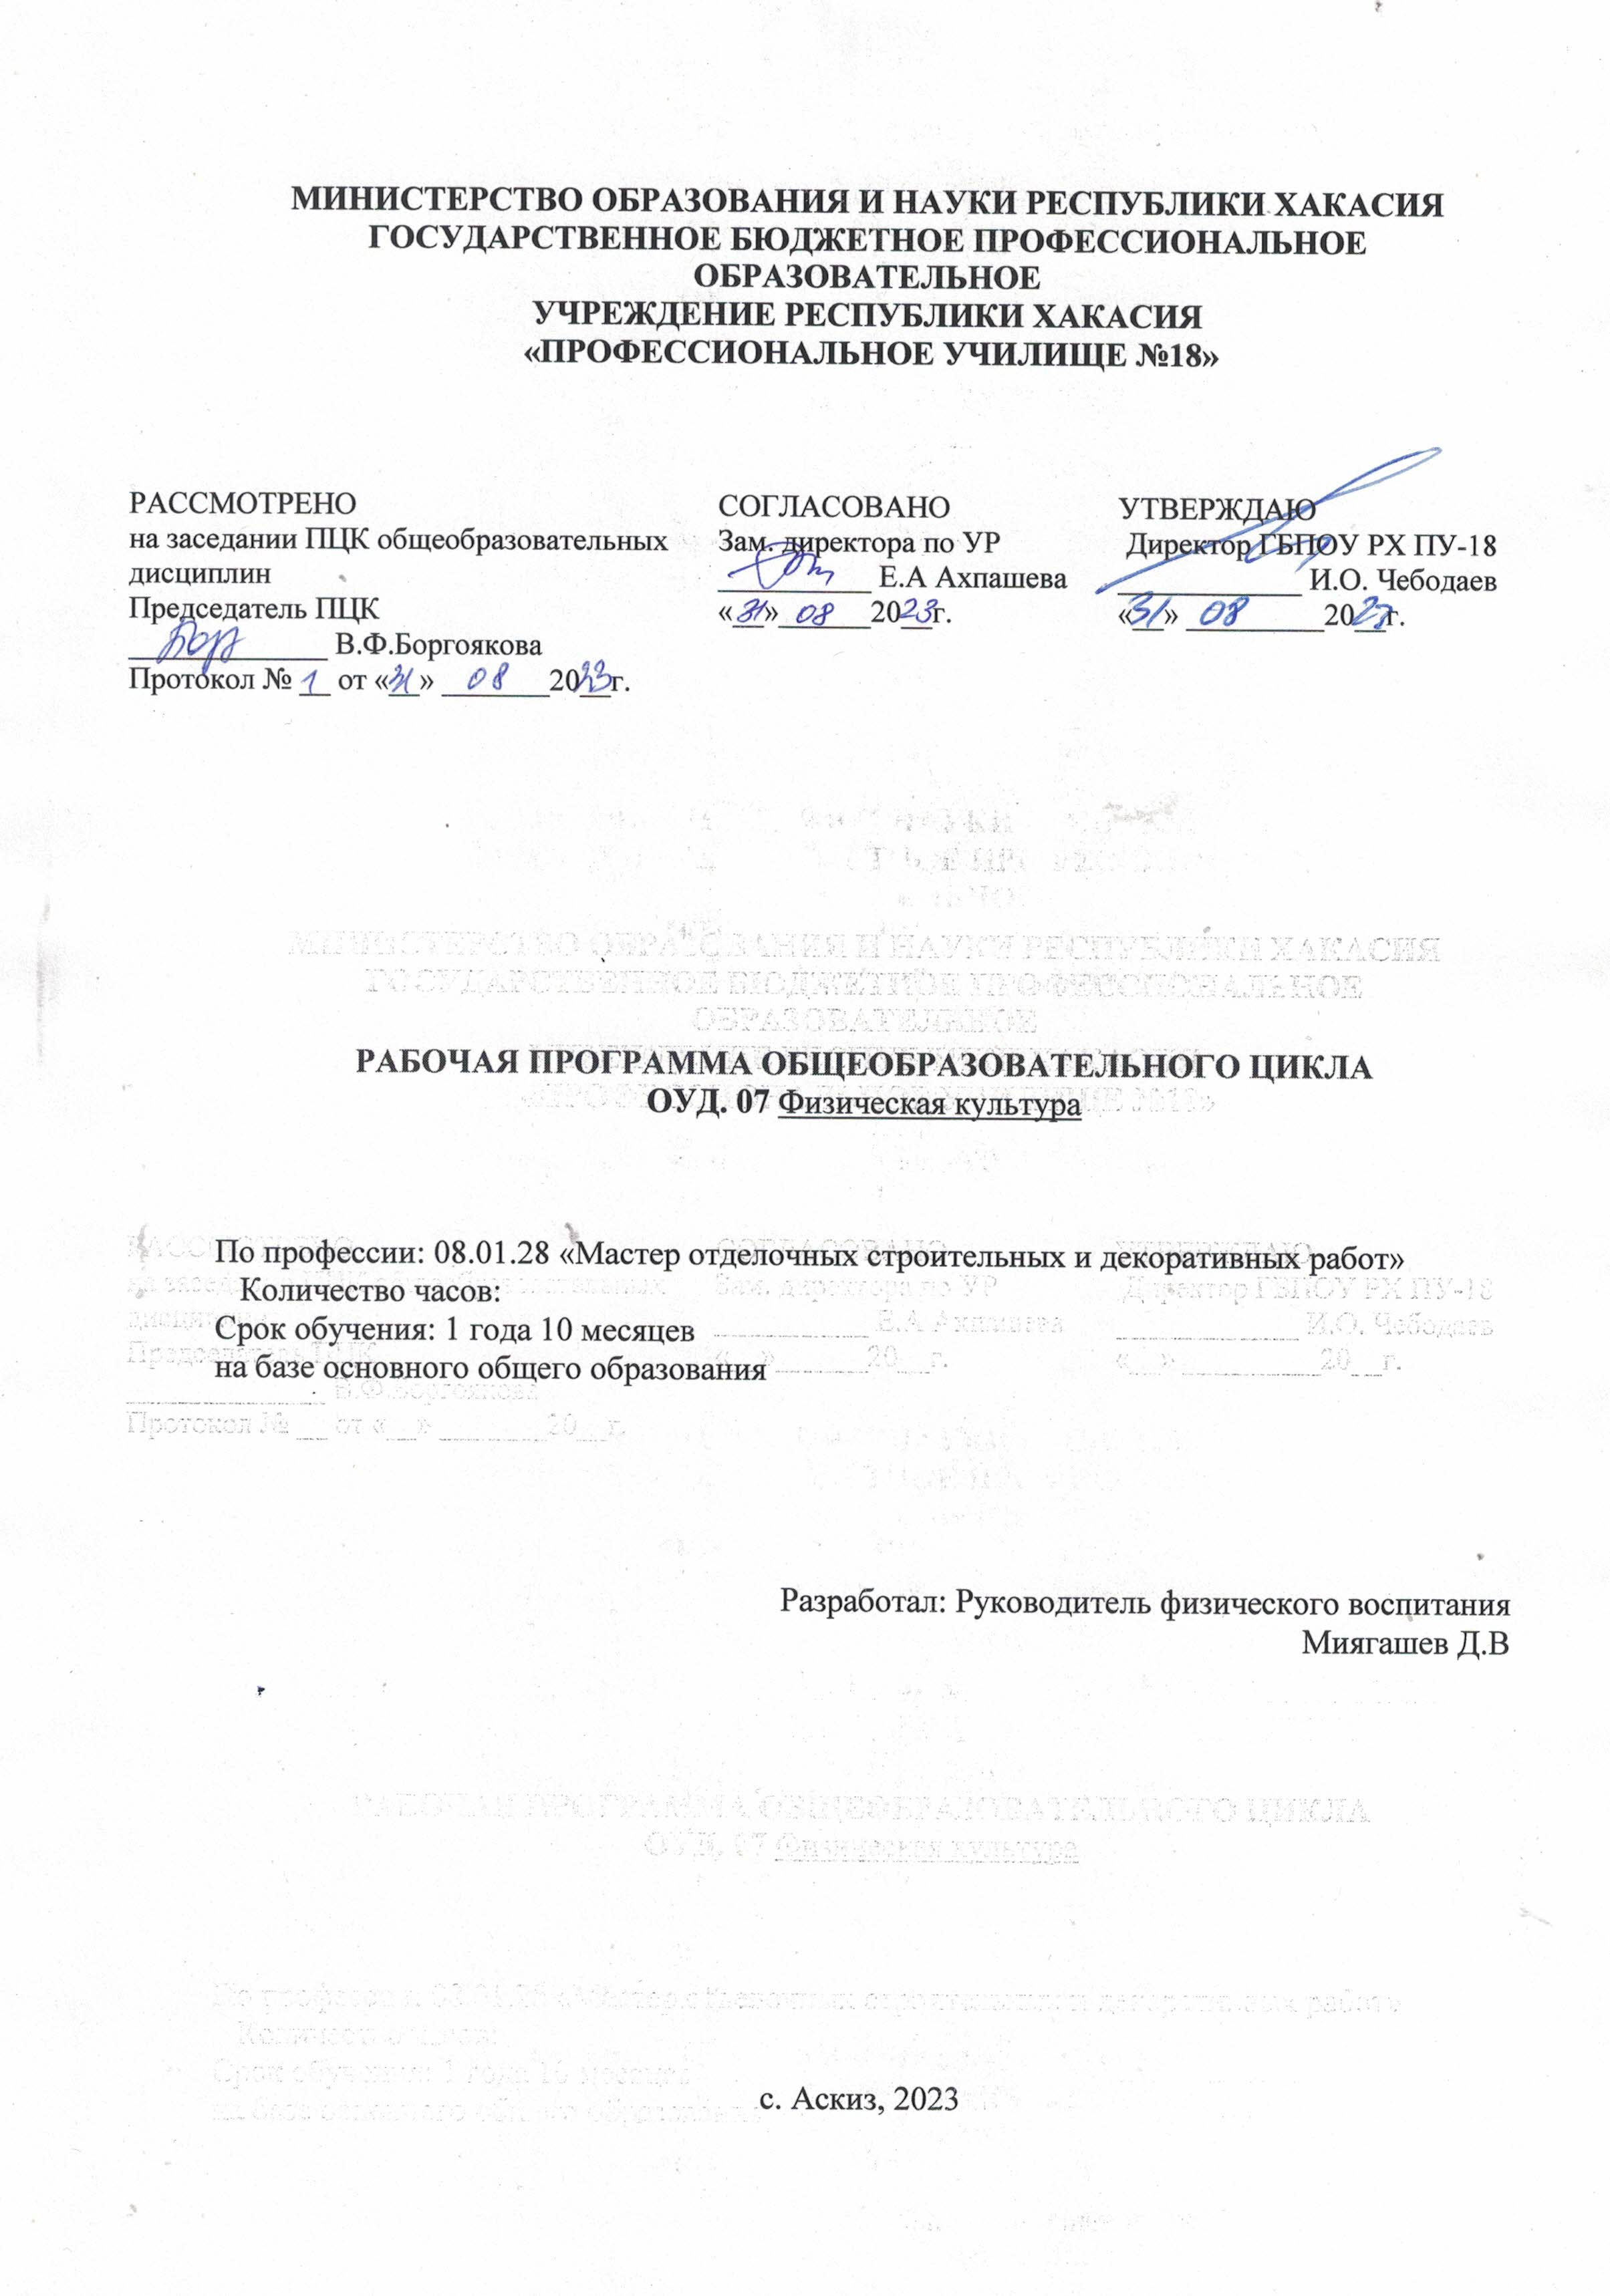 МИНИСТЕРСТВО ОБРАЗОВАНИЯ И НАУКИ РЕСПУБЛИКИ ХАКАСИЯ
ГОСУДАРСТВЕННОЕ БЮДЖЕТНОЕ ПРОФЕССИОНАЛЬНОЕ
ОБРАЗОВАТЕЛЬНОЕ
УЧРЕЖДЕНИЕ РЕСПУБЛИКИ ХАКАСИЯ
«ПРОФЕССИОНАЛЬНОЕ УЧИЛИЩЕ №18»
РАССМОТРЕНО
на заседании ПЦК общеобразовательных
дисциплин
Председатель ПЦК
______________ В.Ф.Боргоякова
Протокол № 1 от «31» 08 2023г.
СОГЛАСОВАНО
Зам. директора по УР
___________ Е.А Ахпашева
«31» 08 2023г.
УТВЕРЖДАЮ
Директор ГБПОУ РХ ПУ-18
_____________ И.О. Чебодаев
«31» 08 2023г.
РАБОЧАЯ ПРОГРАММА ОБЩЕОБРАЗОВАТЕЛЬНОГО ЦИКЛА
ОУД. 07 Физическая культура
По профессии: 08.01.28 «Мастер отделочных строительных и декоративных работ»
Количество часов:
Срок обучения: 1 года 10 месяцев
на базе основного общего образования
Разработал: Руководитель физического воспитания
Миягашев Д.В
с. Аскиз, 2023